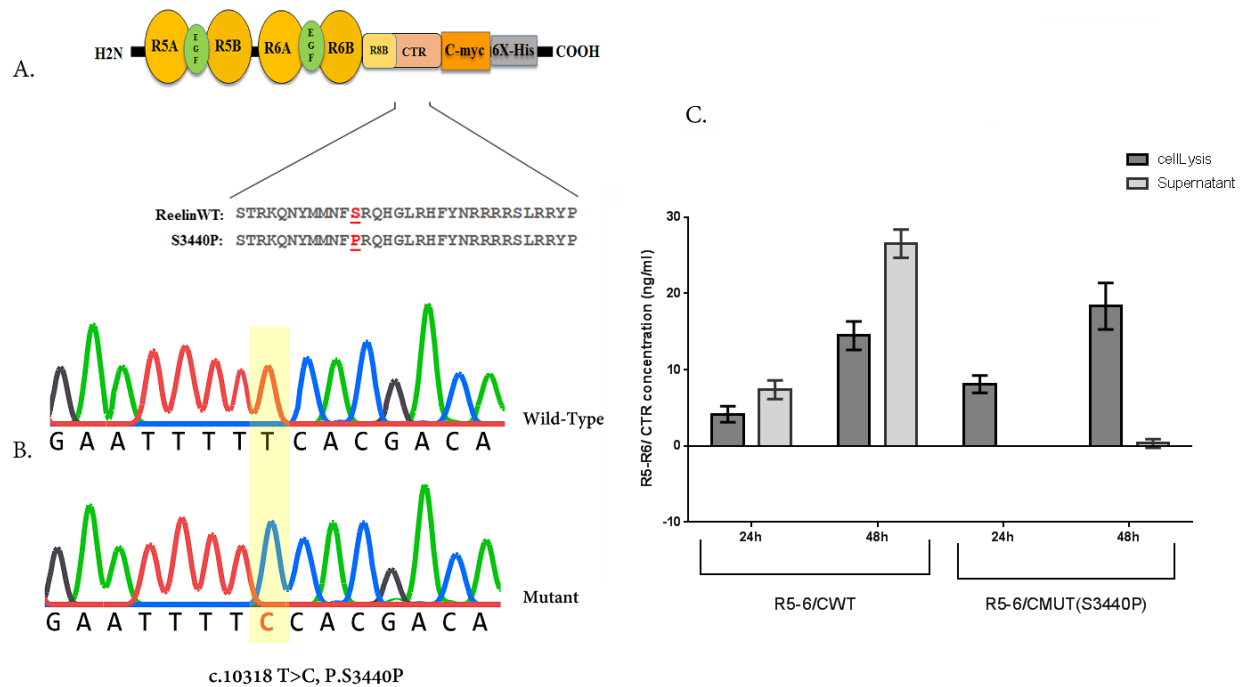 A.
H2N R5A EGF R5B R6A EGF R6B R8B CTR C-myc 6X-His COOH
ReelinWT: STRKQNYMMNFSRQHGLRHFYNRRRRSLRRYP
S3440P: STRKQNYMMNFPRQHGLRHFYNRRRRSLRRYP
B.
Wild-Type
G A A T T T T T C A C G A C A
Mutant
G A A T T T T C C A C G A C A
c.10318 T>C, P.S3440P
C.
cellLysis
Supernatant
R5-R6/ CTR concentration (ng/ml)
30
20
10
0
-10
24h 48h 24h 48h
R5-6/CWT R5-6/CMUT(S3440P)